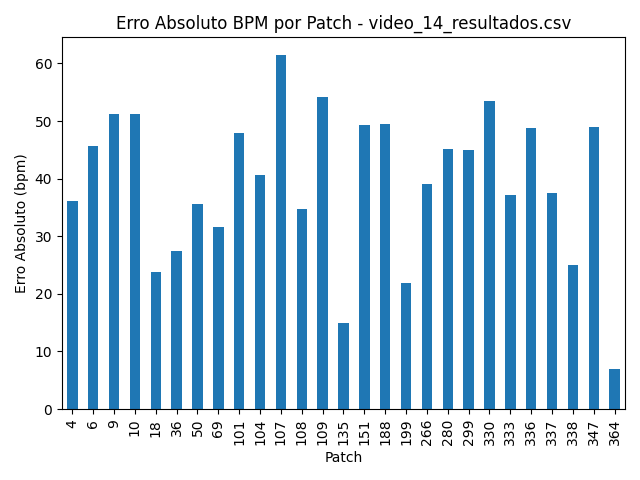 Erro Absoluto BPM por Patch - video_14_resultados.csv
Erro Absoluto (bpm)
60
50
40
30
20
10
0
4 6 9 10 18 36 50 69 101 104 107 108 109 135 151 188 199 266 280 299 330 333 336 337 338 347 364
Patch